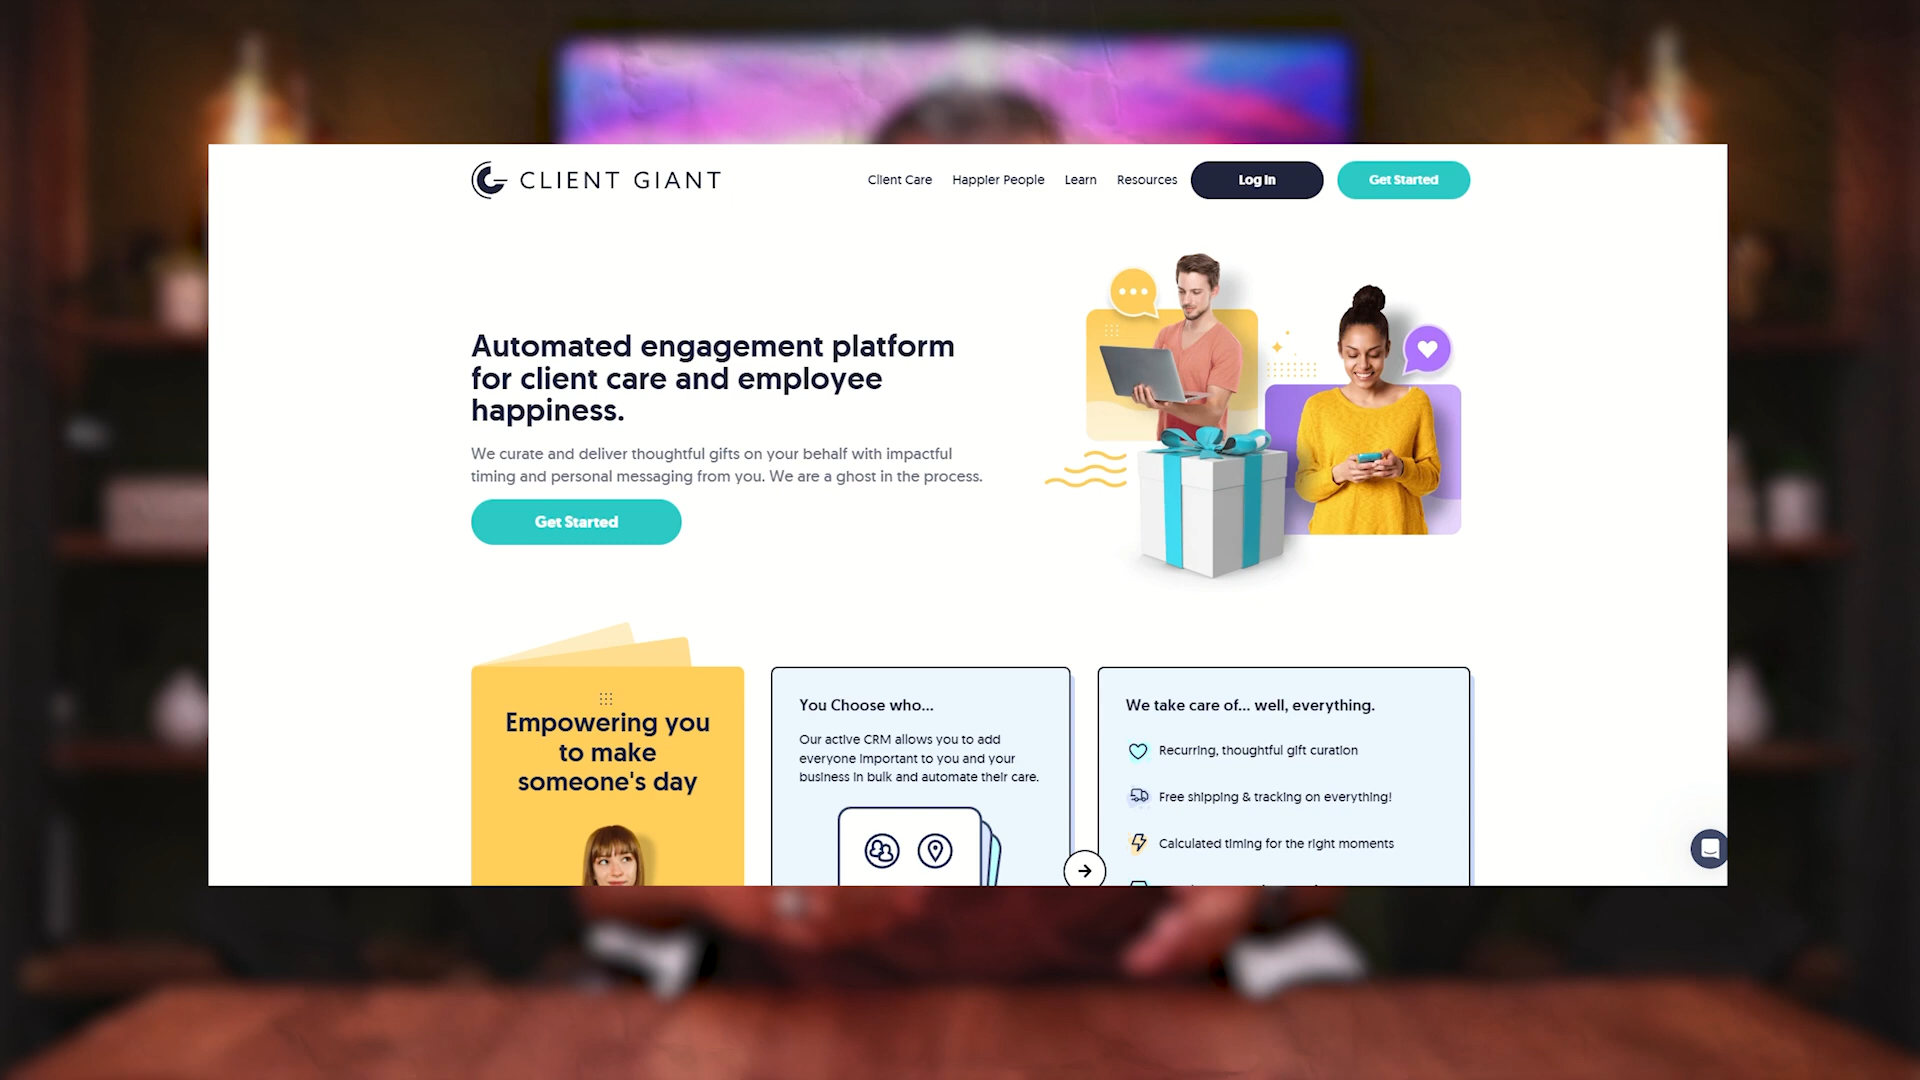 CLIENT GIANT
Client Care
Happier People
Learn
Resources
Log In
Get Started
Automated engagement platform
for client care and employee
happiness.
We curate and deliver thoughtful gifts on your behalf with impactful
timing and personal messaging from you. We are a ghost in the process.
Get Started
Empowering you
to make
someone's day
You Choose who...
Our active CRM allows you to add
everyone important to you and your
business in bulk and automate their care.
We take care of... well, everything.
Recurring, thoughtful gift curation
Free shipping & tracking on everything!
Calculated timing for the right moments